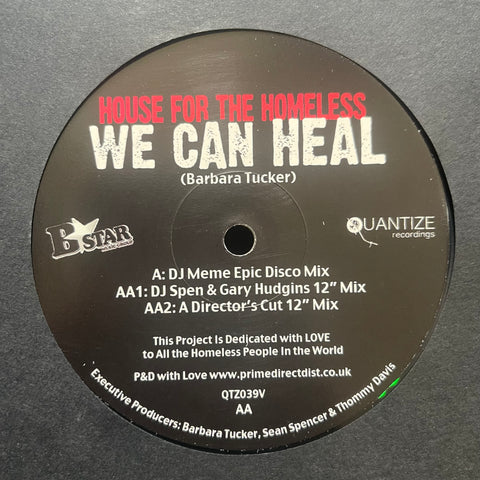 HOUSE FOR THE HOMELESS
WE CAN HEAL
(Barbara Tucker)
B STAR
QUANTIZE
recordings
A: DJ Meme Epic Disco Mix
AA1: DJ Spen & Gary Hudgins 12” Mix
AA2: A Director’s Cut 12” Mix
This Project Is Dedicated with LOVE
to All the Homeless People In the World
P&D with Love www.primedirectdist.co.uk
QTZ039V
AA
Executive Producers: Barbara Tucker, Sean Spencer & Thommy Davis